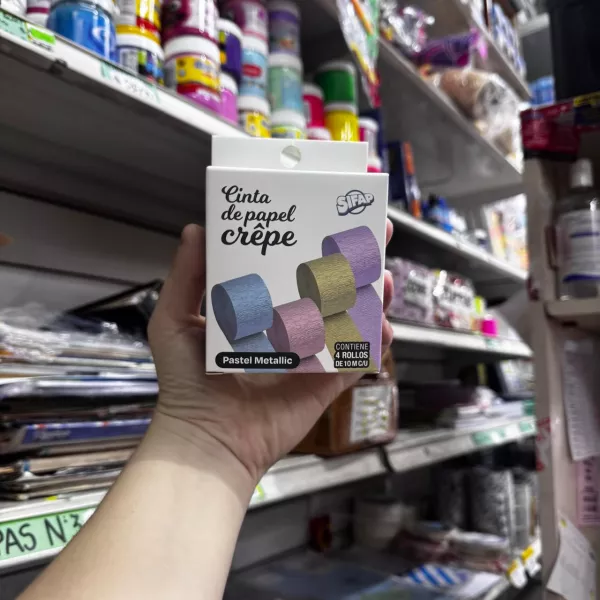 Cinta
de papel
crêpe
SIFAP
Pastel Metallic
CONTIENE
4 ROLLOS
DE 10 M C/U
PAS N°3